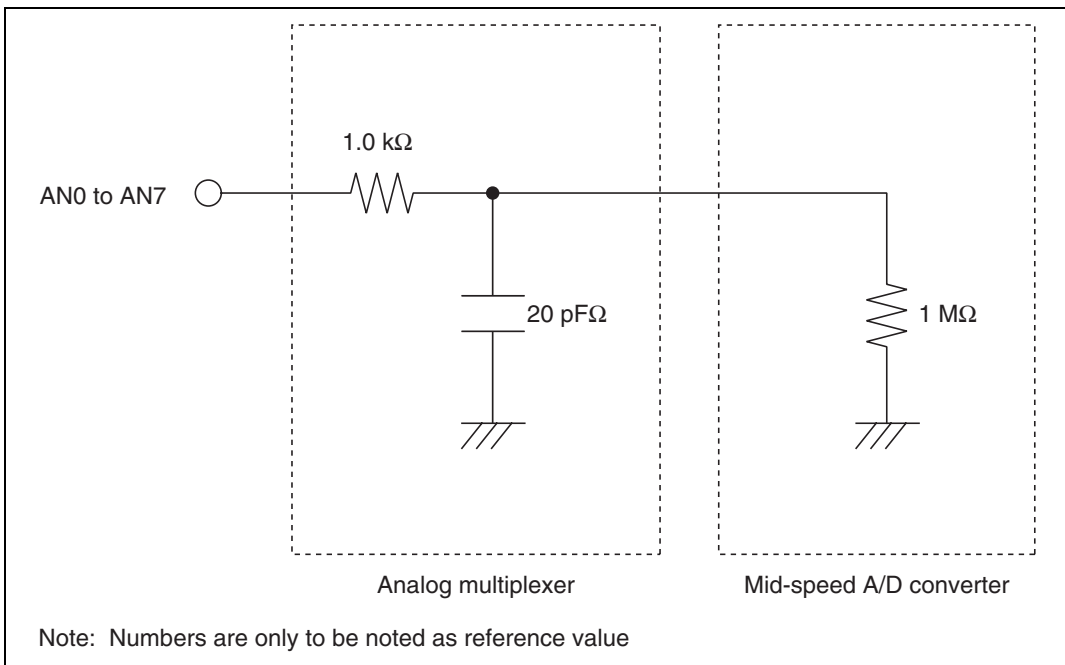 1.0 kΩ
AN0 to AN7
20 pFΩ
1 MΩ
Analog multiplexer
Mid-speed A/D converter
Note: Numbers are only to be noted as reference value